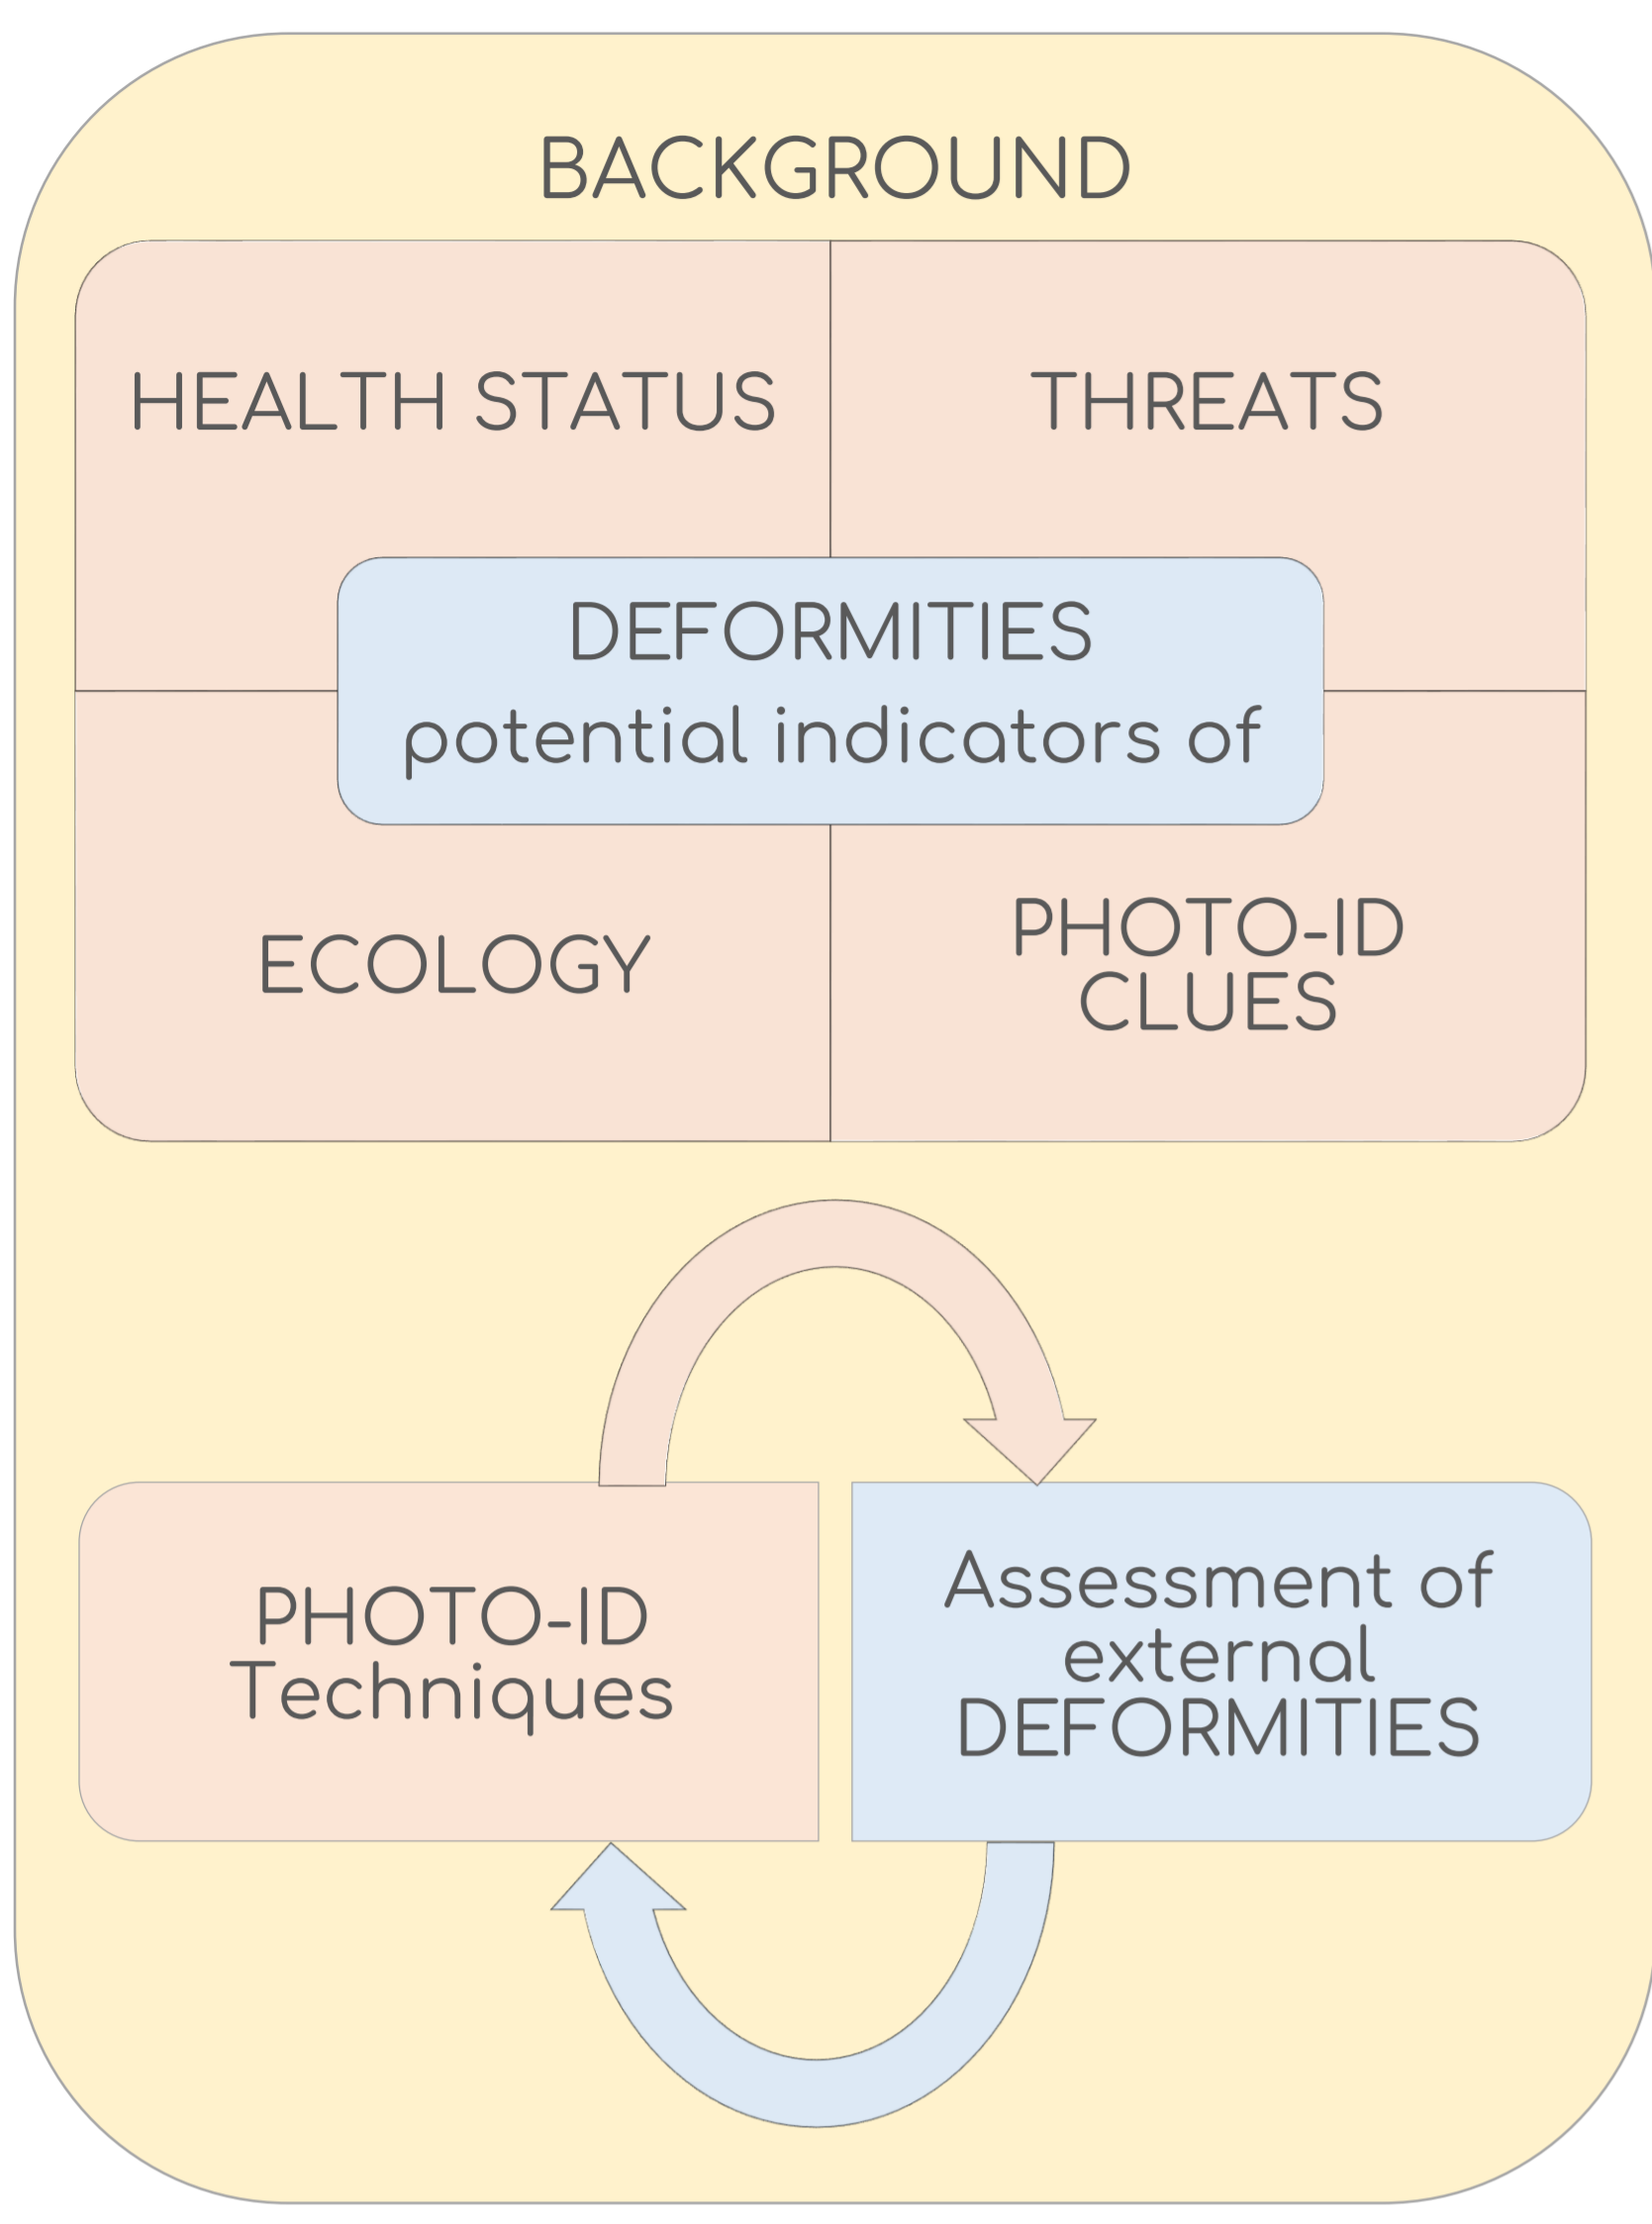 BACKGROUND
HEALTH STATUS
THREATS
DEFORMITIES
potential indicators of
ECOLOGY
PHOTO-ID
CLUES
PHOTO-ID
Techniques
Assessment of
external
DEFORMITIES